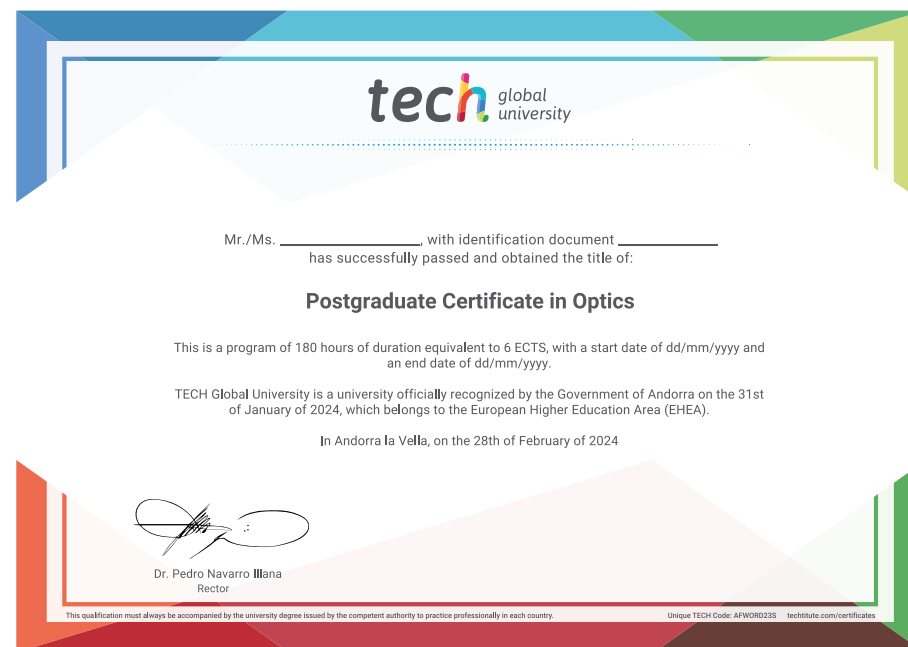 tech global
university
Mr./Ms. ____________, with identification document ____________
has successfully passed and obtained the title of:
Postgraduate Certificate in Optics
This is a program of 180 hours of duration equivalent to 6 ECTS, with a start date of dd/mm/yyyy and
an end date of dd/mm/yyyy.
TECH Global University is a university officially recognized by the Government of Andorra on the 31st
of January of 2024, which belongs to the European Higher Education Area (EHEA).
In Andorra la Vella, on the 28th of February of 2024
Dr. Pedro Navarro Illana
Rector
This qualification must always be accompanied by the university degree issued by the competent authority to practice professionally in each country.
Unique TECH Code: AFWORD23S techtitute.com/certificates